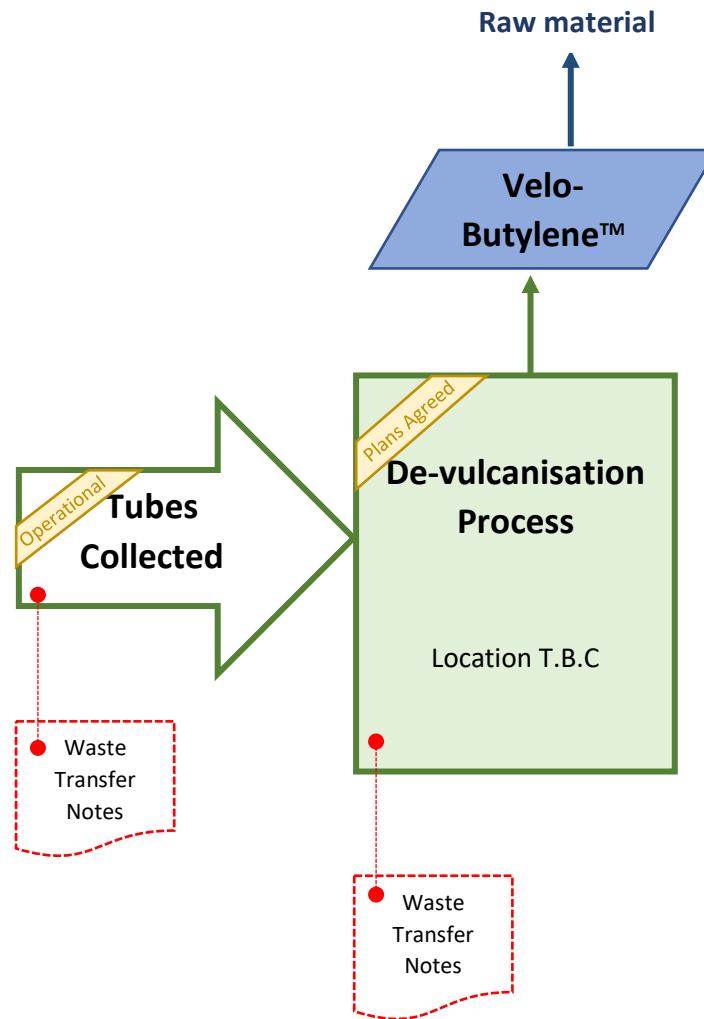 Raw material
Velo-
Butylene™
Plans Agreed
De-vulcanisation
Process
Location T.B.C
Operational
Tubes
Collected
Waste
Transfer
Notes
Waste
Transfer
Notes